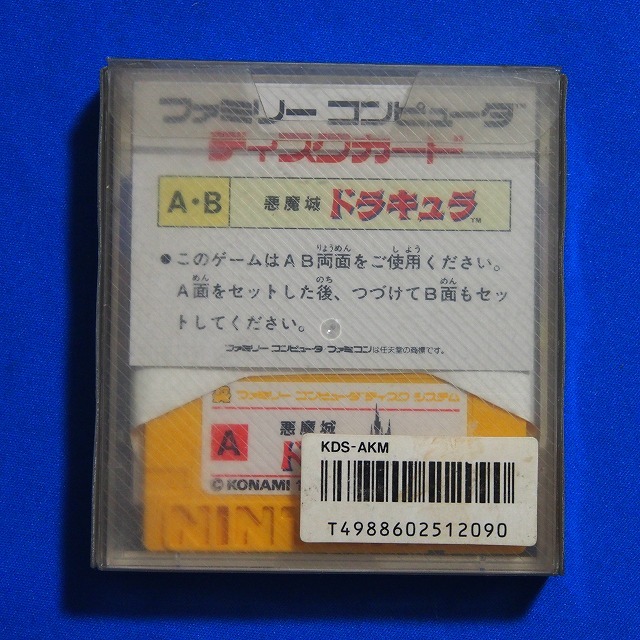 ファミリー コンピュータ™
ディスクカード
A・B 悪魔城 ドラキュラ™
●このゲームはAB両面をご使用ください。
A面をセットした後、つづけてB面もセッ
トしてください。
ファミリー コンピュータ ファミコンは任天堂の商標です。
ファミリー コンピュータ ディスク システム
A 悪魔城
ド
©KONAMI
KDS-AKM
T4988602512090
NINT